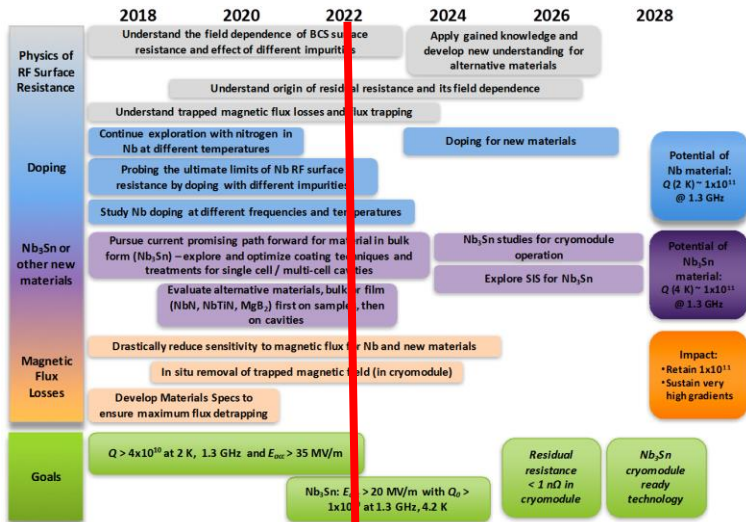 2018 2020 2022 2024 2026 2028
Physics of
RF Surface
Resistance
Understand the field dependence of BCS surface
resistance and effect of different impurities
Apply gained knowledge and
develop new understanding for
alternative materials
Understand origin of residual resistance and its field dependence
Understand trapped magnetic flux losses and flux trapping
Doping
Continue exploration with nitrogen in
Nb at different temperatures
Doping for new materials
Probing the ultimate limits of Nb RF surface
resistance by doping with different impurities
Study Nb doping at different frequencies and temperatures
Potential of
Nb material:
Q (2 K) ~ 1x10¹¹
@ 1.3 GHz
Nb₃Sn or
other new
materials
Pursue current promising path forward for material in bulk
form (Nb₃Sn) – explore and optimize coating techniques and
treatments for single cell / multi-cell cavities
Nb₃Sn studies for cryomodule
operation
Explore SIS for Nb₃Sn
Evaluate alternative materials, bulk or film
(NbN, NbTiN, MgB₂) first on samples, then
on cavities
Potential of
Nb₃Sn
material:
Q (4 K) ~ 1x10¹¹
@ 1.3 GHz
Magnetic
Flux
Losses
Drastically reduce sensitivity to magnetic flux for Nb and new materials
In situ removal of trapped magnetic field (in cryomodule)
Develop Materials Specs to
ensure maximum flux detrapping
Impact:
•Retain 1x10¹¹
•Sustain very
high gradients
Goals
Q > 4x10¹⁰ at 2 K, 1.3 GHz and Eacc > 35 MV/m
Nb₃Sn: > 20 MV/m with Q₀ >
at 1.3 GHz, 4.2 K
Residual
resistance
< 1 nΩ in
cryomodule
Nb₃Sn
cryomodule
ready
technology